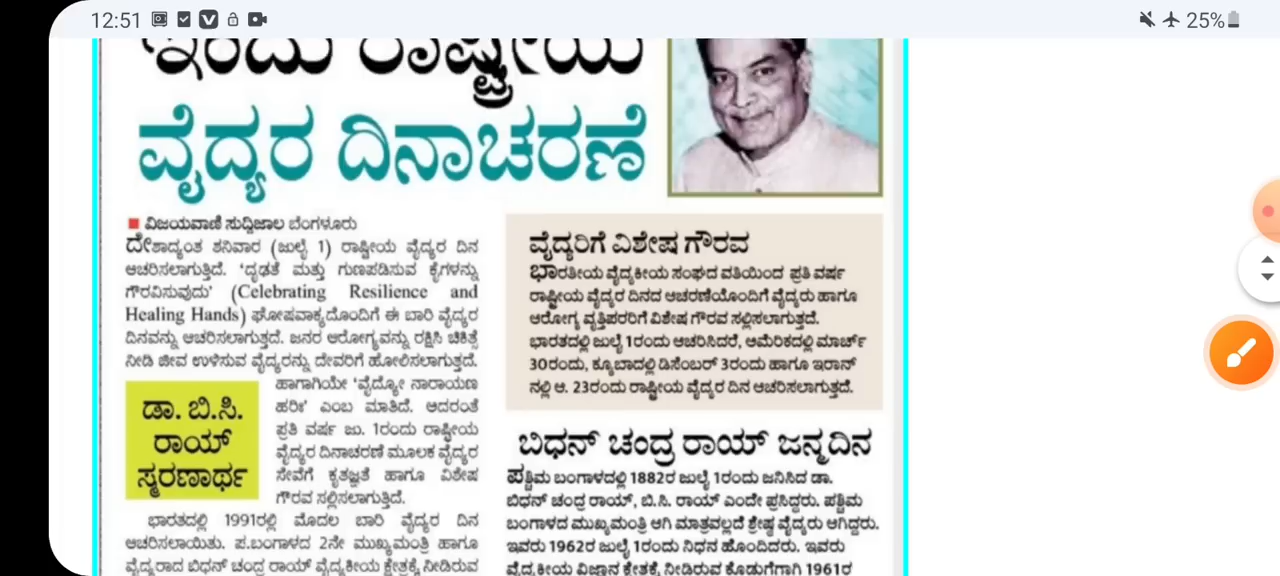 12:51
25%
ಇಂದು ರಾಷ್ಟ್ರೀಯ
ವೈದ್ಯರ ದಿನಾಚರಣೆ
ವಿಜಯವಾಣಿ ಸುದ್ದಿಜಾಲ ಬೆಂಗಳೂರು
ದೇಶಾದ್ಯಂತ ಶನಿವಾರ (ಜುಲೈ 1) ರಾಷ್ಟ್ರೀಯ ವೈದ್ಯರ ದಿನ
ಆಚರಿಸಲಾಗುತ್ತಿದೆ. 'ದೃಢತೆ ಮತ್ತು ಗುಣಪಡಿಸುವ ಕೈಗಳನ್ನು
ಗೌರವಿಸುವುದು' (Celebrating Resilience and
Healing Hands) ಘೋಷವಾಕ್ಯದೊಂದಿಗೆ ಈ ಬಾರಿ ವೈದ್ಯರ
ದಿನವನ್ನು ಆಚರಿಸಲಾಗುತ್ತಿದೆ. ಜನರ ಆರೋಗ್ಯವನ್ನು ರಕ್ಷಿಸಿ ಚಿಕಿತ್ಸೆ
ನೀಡಿ ಜೀವ ಉಳಿಸುವ ವೈದ್ಯರನ್ನು ದೇವರಿಗೆ ಹೋಲಿಸಲಾಗುತ್ತದೆ.
ಹಾಗಾಗಿಯೇ 'ವೈದ್ಯೋ ನಾರಾಯಣ
ಹರಿಃ' ಎಂಬ ಮಾತಿದೆ. ಆದರಂತೆ
ಪ್ರತಿ ವರ್ಷ ಜು. 1ರಂದು ರಾಷ್ಟ್ರೀಯ
ವೈದ್ಯರ ದಿನಾಚರಣೆ ಮೂಲಕ ವೈದ್ಯರ
ಸೇವೆಗೆ ಕೃತಜ್ಞತೆ ಹಾಗೂ ವಿಶೇಷ
ಗೌರವ ಸಲ್ಲಿಸಲಾಗುತ್ತಿದೆ.
ಡಾ. ಬಿ.ಸಿ.
ರಾಯ್
ಸ್ಮರಣಾರ್ಥ
ಭಾರತದಲ್ಲಿ 1991ರಲ್ಲಿ ಮೊದಲ ಬಾರಿ ವೈದ್ಯರ ದಿನ
ಆಚರಿಸಲಾಯಿತು. ಪ.ಬಂಗಾಳದ 2ನೇ ಮುಖ್ಯಮಂತ್ರಿ ಹಾಗೂ
ವೈದ್ಯರಾದ ಬಿಧನ್ ಚಂದ್ರ ರಾಯ್ ವೈದ್ಯಕೀಯ ಕ್ಷೇತ್ರಕ್ಕೆ ನೀಡಿರುವ
ವೈದ್ಯರಿಗೆ ವಿಶೇಷ ಗೌರವ
ಭಾರತೀಯ ವೈದ್ಯಕೀಯ ಸಂಘದ ವತಿಯಿಂದ ಪ್ರತಿ ವರ್ಷ
ರಾಷ್ಟ್ರೀಯ ವೈದ್ಯರ ದಿನದ ಆಚರಣೆಯೊಂದಿಗೆ ವೈದ್ಯರು ಹಾಗೂ
ಆರೋಗ್ಯ ವೃತ್ತಿಪರರಿಗೆ ವಿಶೇಷ ಗೌರವ ಸಲ್ಲಿಸಲಾಗುತ್ತದೆ.
ಭಾರತದಲ್ಲಿ ಜುಲೈ 1ರಂದು ಆಚರಿಸಿದರೆ, ಅಮೆರಿಕದಲ್ಲಿ ಮಾರ್ಚ್
30ರಂದು, ಕ್ಯೂಬಾದಲ್ಲಿ ಡಿಸೆಂಬರ್ 3ರಂದು ಹಾಗೂ ಇರಾನ್
ನಲ್ಲಿ ಆ. 23ರಂದು ರಾಷ್ಟ್ರೀಯ ವೈದ್ಯರ ದಿನ ಆಚರಿಸಲಾಗುತ್ತದೆ.
ಬಿಧನ್ ಚಂದ್ರ ರಾಯ್ ಜನ್ಮದಿನ
ಪಶ್ಚಿಮ ಬಂಗಾಳದಲ್ಲಿ 1882ರ ಜುಲೈ 1ರಂದು ಜನಿಸಿದ ಡಾ.
ಬಿಧನ್ ಚಂದ್ರ ರಾಯ್, ಬಿ.ಸಿ. ರಾಯ್ ಎಂದೇ ಪ್ರಸಿದ್ಧರು. ಪಶ್ಚಿಮ
ಬಂಗಾಳದ ಮುಖ್ಯಮಂತ್ರಿ ಆಗಿ ಮಾತ್ರವಲ್ಲದೆ ಶ್ರೇಷ್ಠ ವೈದ್ಯರು ಆಗಿದ್ದರು.
ಇವರು 1962ರ ಜುಲೈ 1ರಂದು ನಿಧನ ಹೊಂದಿದರು. ಇವರು
ವೈದ್ಯಕೀಯ ವಿಜ್ಞಾನ ಕ್ಷೇತ್ರಕ್ಕೆ ನೀಡಿರುವ ಕೊಡುಗೆಗಾಗಿ 1961ರ